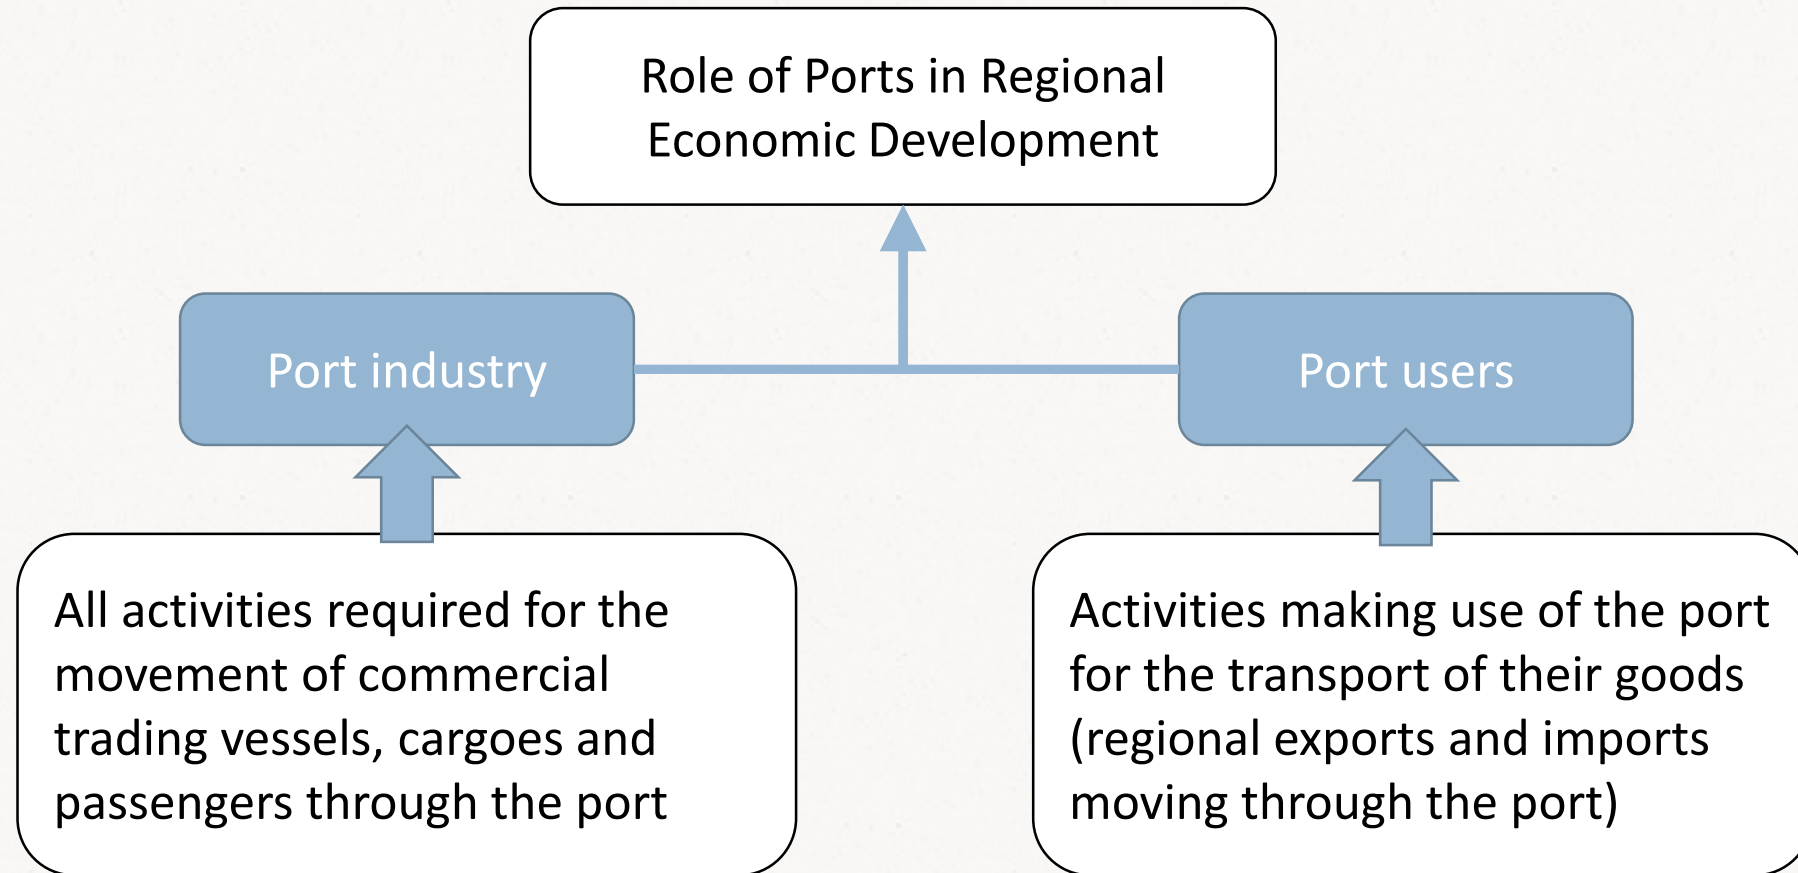 Role of Ports in Regional
Economic Development
Port industry
Port users
All activities required for the
movement of commercial
trading vessels, cargoes and
passengers through the port
Activities making use of the port
for the transport of their goods
(regional exports and imports
moving through the port)